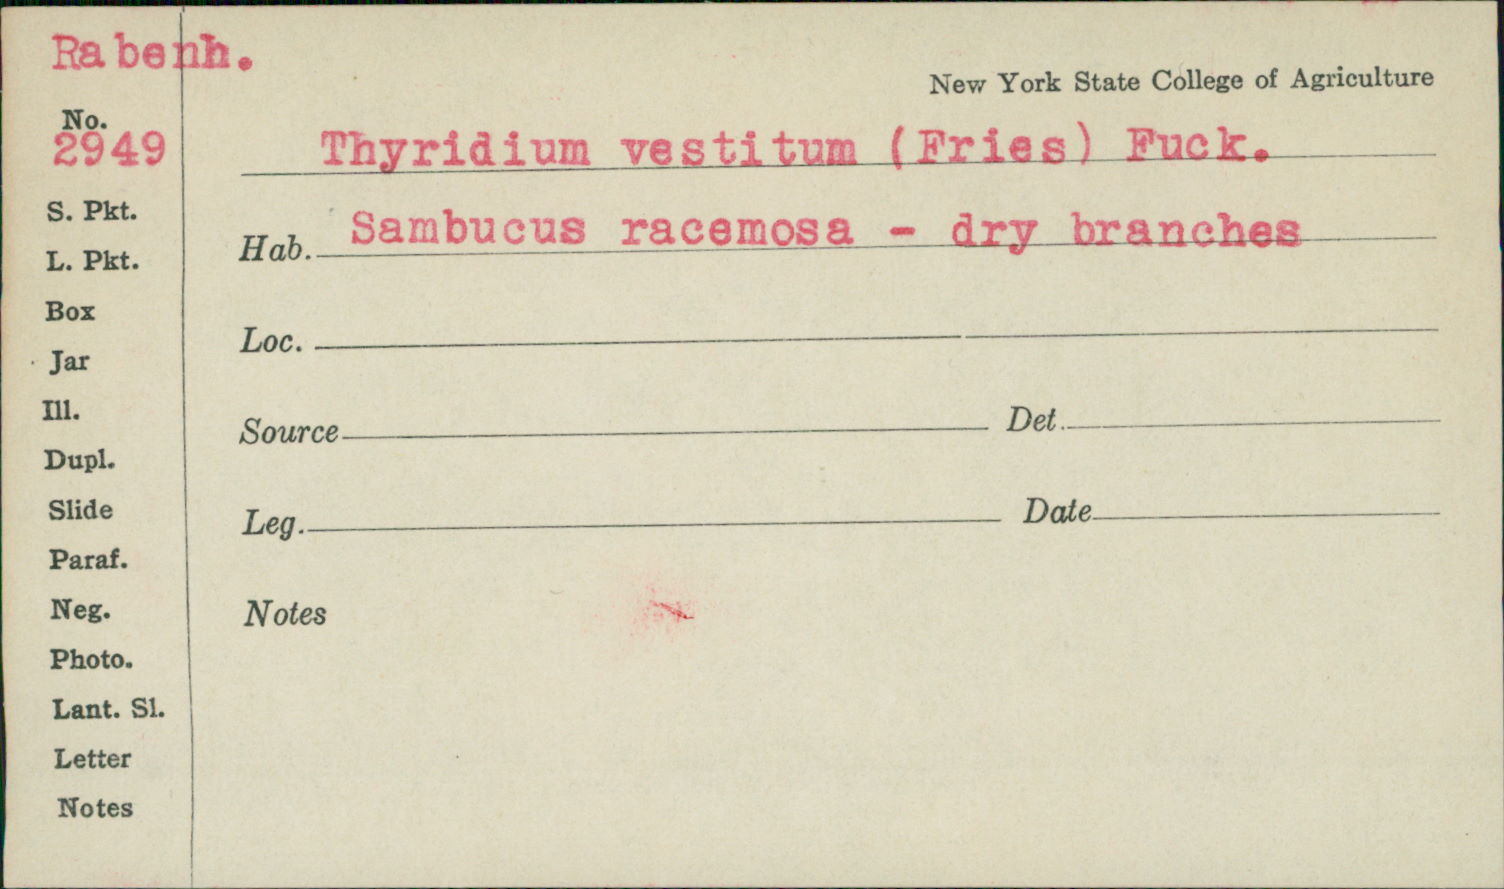 Rabenh.
New York State College of Agriculture
No.
2949
Thyridium vestitum (Fries) Fuck.
S. Pkt.
Hab. Sambucus racemosa - dry branches
L. Pkt.
Box
Loc.
Jar
Ill.
Source Det.
Dupl.
Slide
Leg. Date
Paraf.
Neg.
Notes
Photo.
Lant. Sl.
Letter
Notes